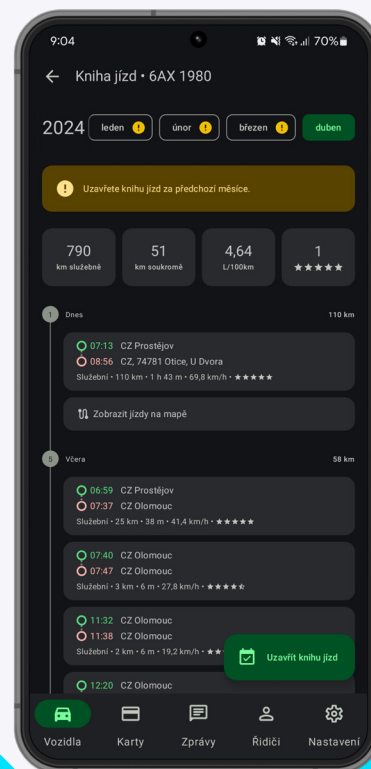 9:04
70%
Kniha jízd • 6AX 1980
2024 leden únor březen duben
Uzavřete knihu jízd za předchozí měsíce.
790 51 4,64 1
km služebně km soukromě L/100km ★★★★★
1 Dnes 110 km
07:13 CZ Prostějov
08:56 CZ, 74781 Otice, U Dvora
Služební • 110 km • 1 h 43 m • 69,8 km/h • ★★★★★
Zobrazit jízdy na mapě
5 Včera 58 km
06:59 CZ Prostějov
07:37 CZ Olomouc
Služební • 25 km • 38 m • 41,4 km/h • ★★★★★
07:40 CZ Olomouc
07:47 CZ Olomouc
Služební • 3 km • 6 m • 27,8 km/h • ★★★★⯪
11:32 CZ Olomouc
11:38 CZ Olomouc
Služební • 2 km • 6 m • 19,2 km/h • ★★
Uzavřít knihu jízd
12:20 CZ Olomouc
Vozidla Karty Zprávy Řidiči Nastavení